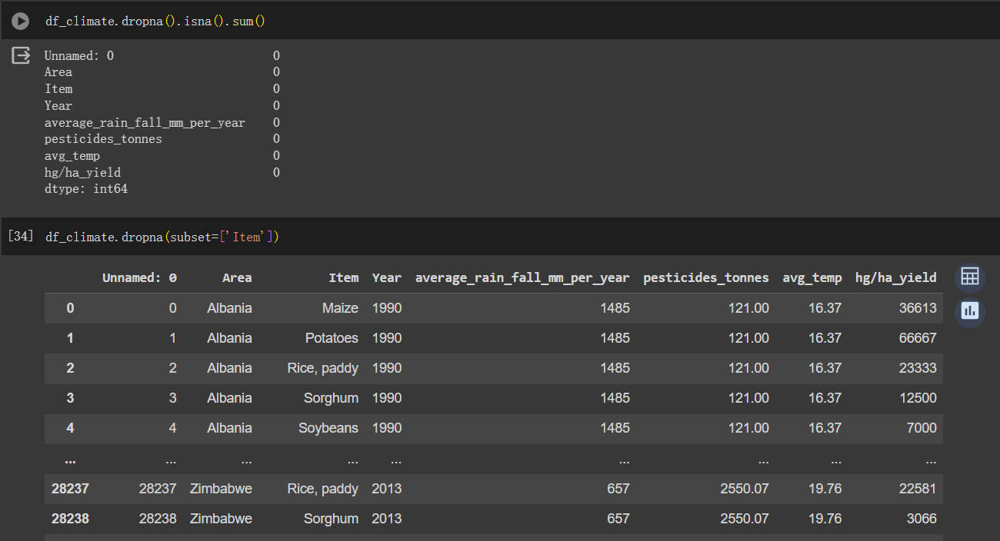 df_climate.dropna().isna().sum()
Unnamed: 0 0
Area 0
Item 0
Year 0
average_rain_fall_mm_per_year 0
pesticides_tonnes 0
avg_temp 0
hg/ha_yield 0
dtype: int64
[34] df_climate.dropna(subset=['Item'])
Unnamed: 0 Area Item Year average_rain_fall_mm_per_year pesticides_tonnes avg_temp hg/ha_yield
0 0 Albania Maize 1990 1485 121.00 16.37 36613
1 1 Albania Potatoes 1990 1485 121.00 16.37 66667
2 2 Albania Rice, paddy 1990 1485 121.00 16.37 23333
3 3 Albania Sorghum 1990 1485 121.00 16.37 12500
4 4 Albania Soybeans 1990 1485 121.00 16.37 7000
... ... ... ... ... ... ... ... ...
28237 28237 Zimbabwe Rice, paddy 2013 657 2550.07 19.76 22581
28238 28238 Zimbabwe Sorghum 2013 657 2550.07 19.76 3066